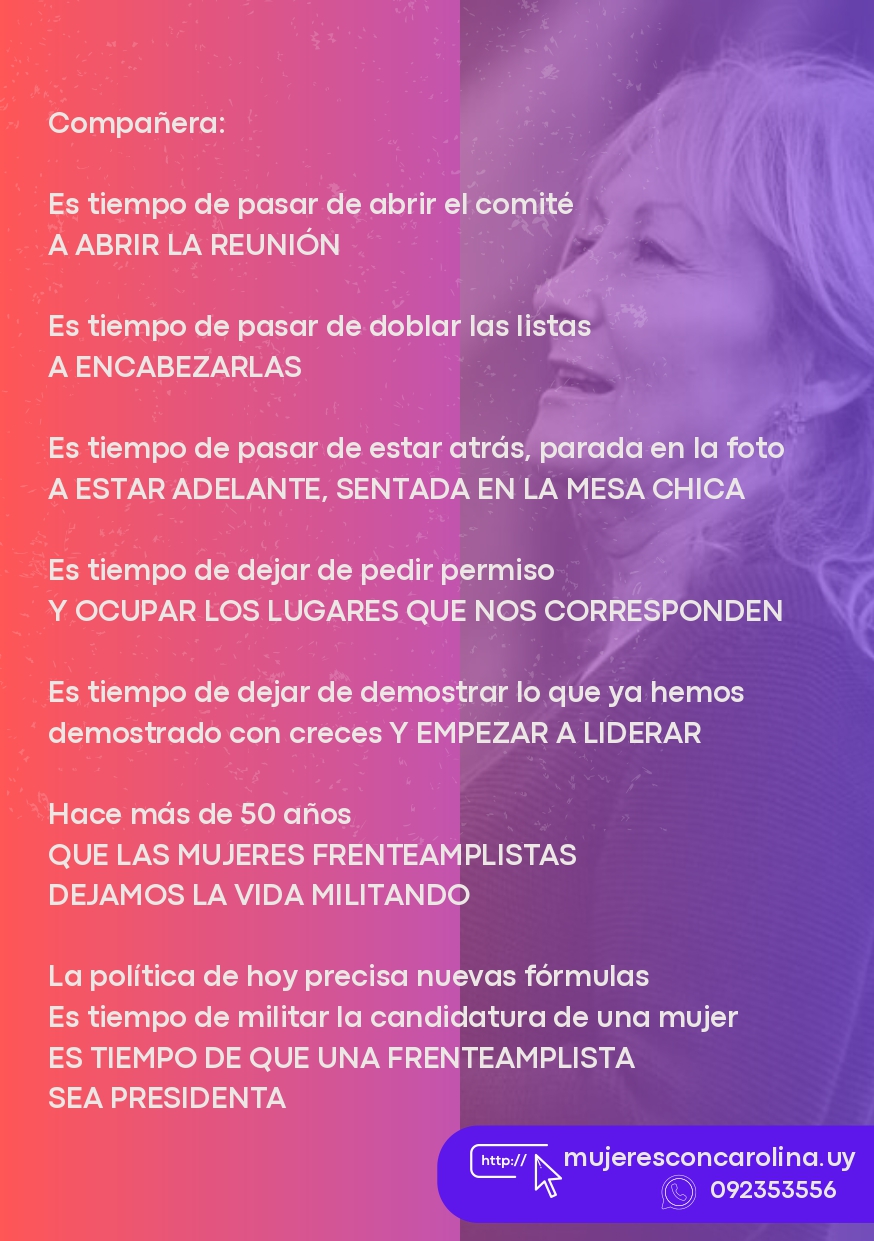 Compañera:
Es tiempo de pasar de abrir el comité
A ABRIR LA REUNIÓN
Es tiempo de pasar de doblar las listas
A ENCABEZARLAS
Es tiempo de pasar de estar atrás, parada en la foto
A ESTAR ADELANTE, SENTADA EN LA MESA CHICA
Es tiempo de dejar de pedir permiso
Y OCUPAR LOS LUGARES QUE NOS CORRESPONDEN
Es tiempo de dejar de demostrar lo que ya hemos
demostrado con creces Y EMPEZAR A LIDERAR
Hace más de 50 años
QUE LAS MUJERES FRENTEAMPLISTAS
DEJAMOS LA VIDA MILITANDO
La política de hoy precisa nuevas fórmulas
Es tiempo de militar la candidatura de una mujer
ES TIEMPO DE QUE UNA FRENTEAMPLISTA
SEA PRESIDENTA
http:// mujeresconcarolina.uy
092353556